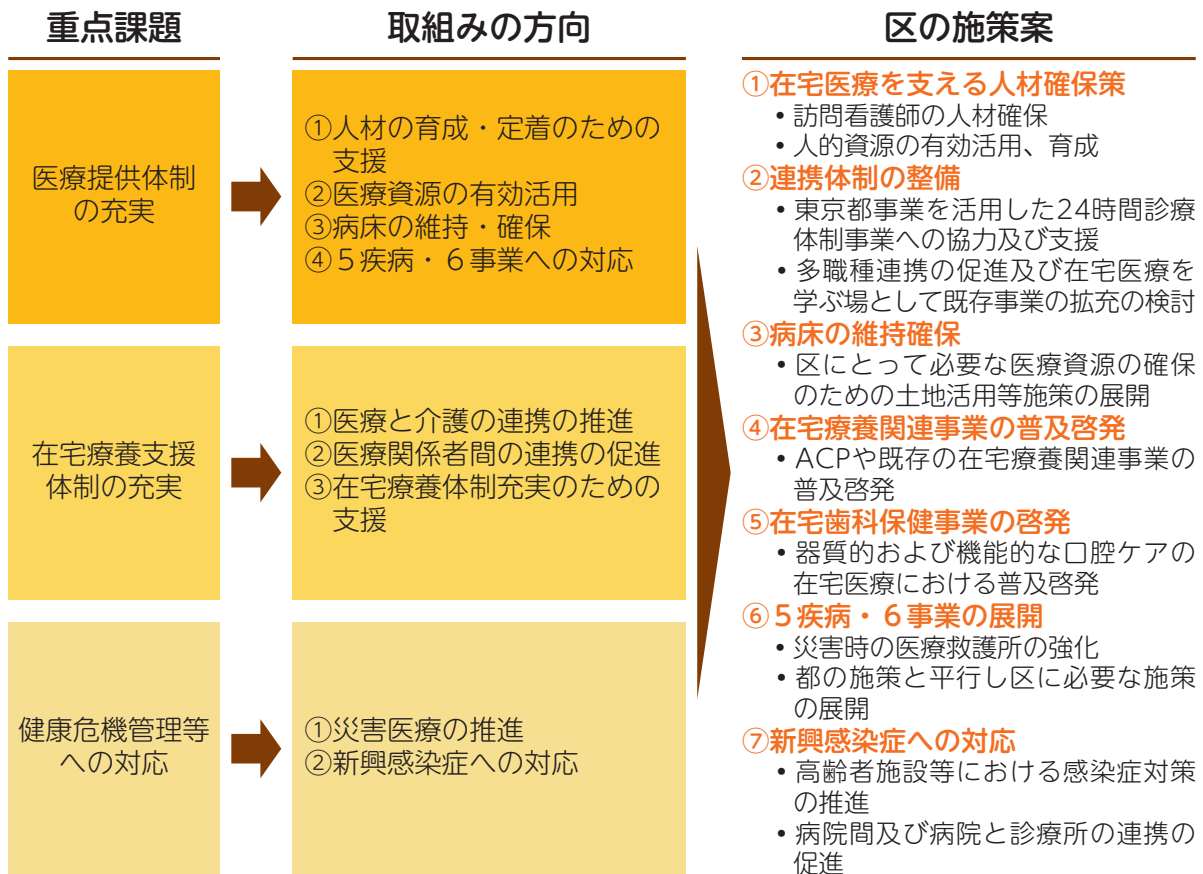 重点課題
取組みの方向
区の施策案
医療提供体制
の充実
①人材の育成・定着のための
支援
②医療資源の有効活用
③病床の維持・確保
④５疾病・６事業への対応
在宅療養支援
体制の充実
①医療と介護の連携の推進
②医療関係者間の連携の促進
③在宅療養体制充実のための
支援
健康危機管理等
への対応
①災害医療の推進
②新興感染症への対応
①在宅医療を支える人材確保策
•訪問看護師の人材確保
•人的資源の有効活用、育成
②連携体制の整備
•東京都事業を活用した24時間診療
体制事業への協力及び支援
•多職種連携の促進及び在宅医療を
学ぶ場として既存事業の拡充の検討
③病床の維持確保
•区にとって必要な医療資源の確保
のための土地活用等施策の展開
④在宅療養関連事業の普及啓発
•ACPや既存の在宅療養関連事業の
普及啓発
⑤在宅歯科保健事業の啓発
•器質的および機能的な口腔ケアの
在宅医療における普及啓発
⑥５疾病・６事業の展開
•災害時の医療救護所の強化
•都の施策と平行し区に必要な施策
の展開
⑦新興感染症への対応
•高齢者施設等における感染症対策
の推進
•病院間及び病院と診療所の連携の
促進